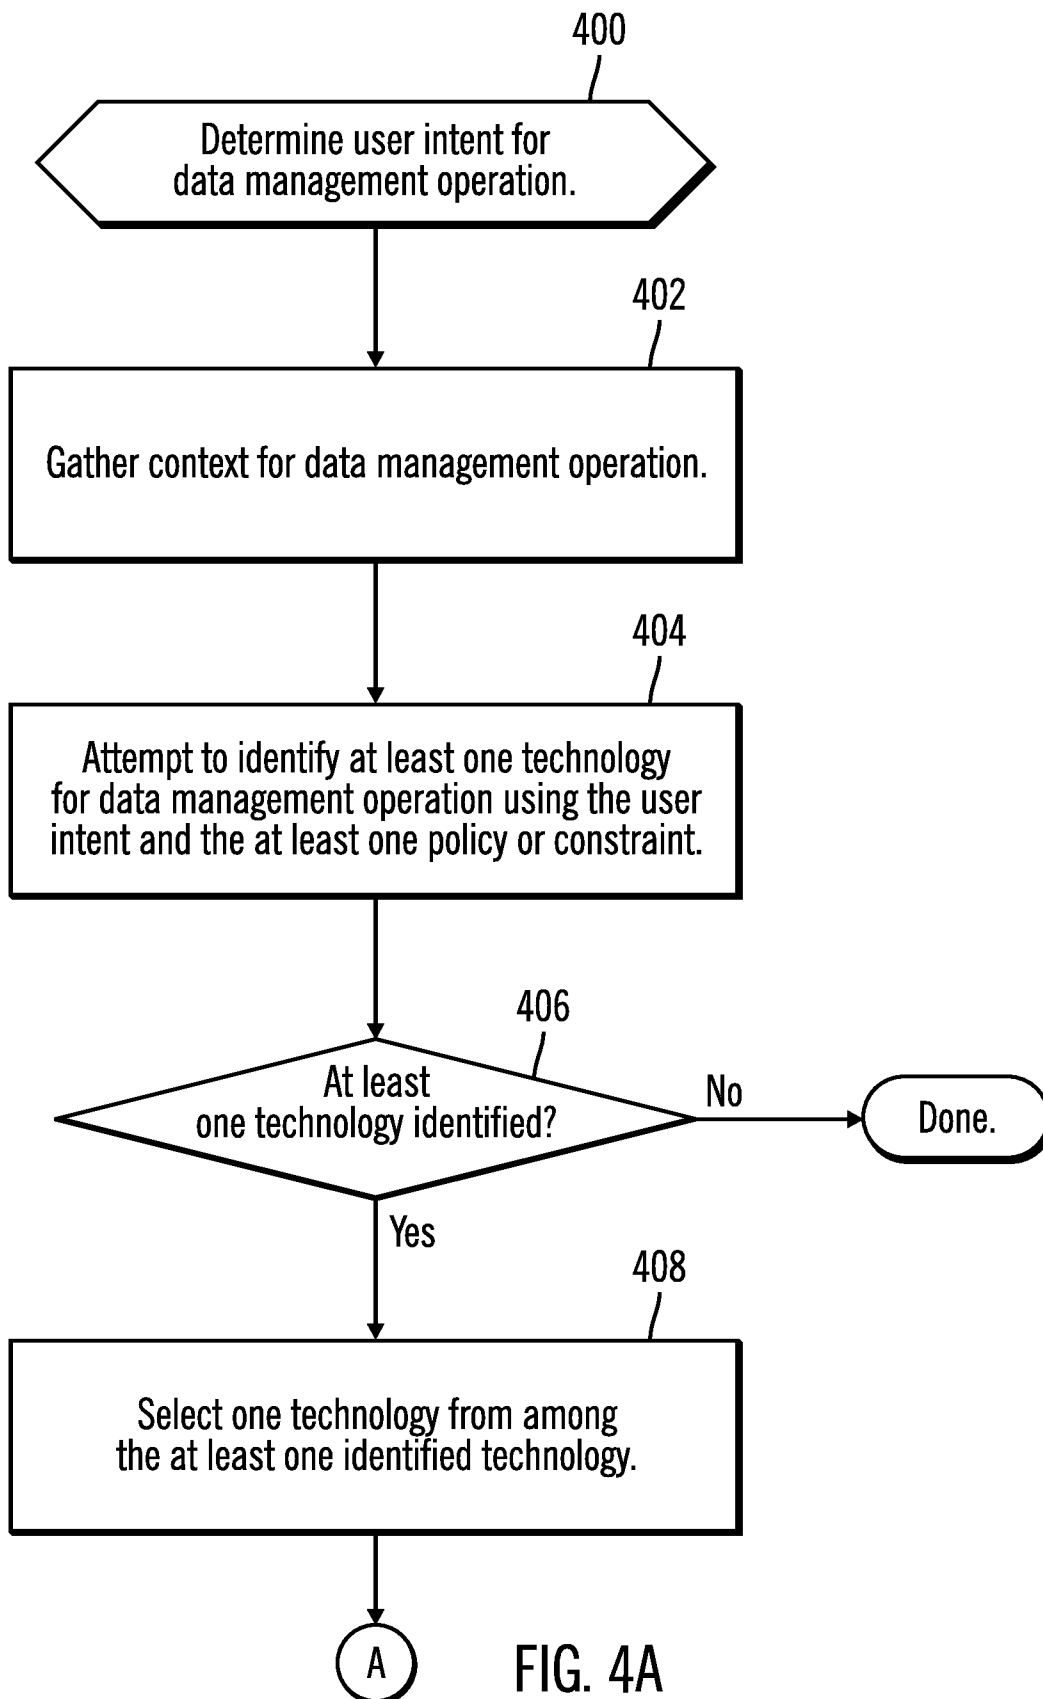 400
Determine user intent for
data management operation.
402
Gather context for data management operation.
404
Attempt to identify at least one technology
for data management operation using the user
intent and the at least one policy or constraint.
406
At least
one technology identified?
No
Done.
Yes
408
Select one technology from among
the at least one identified technology.
A
FIG. 4A